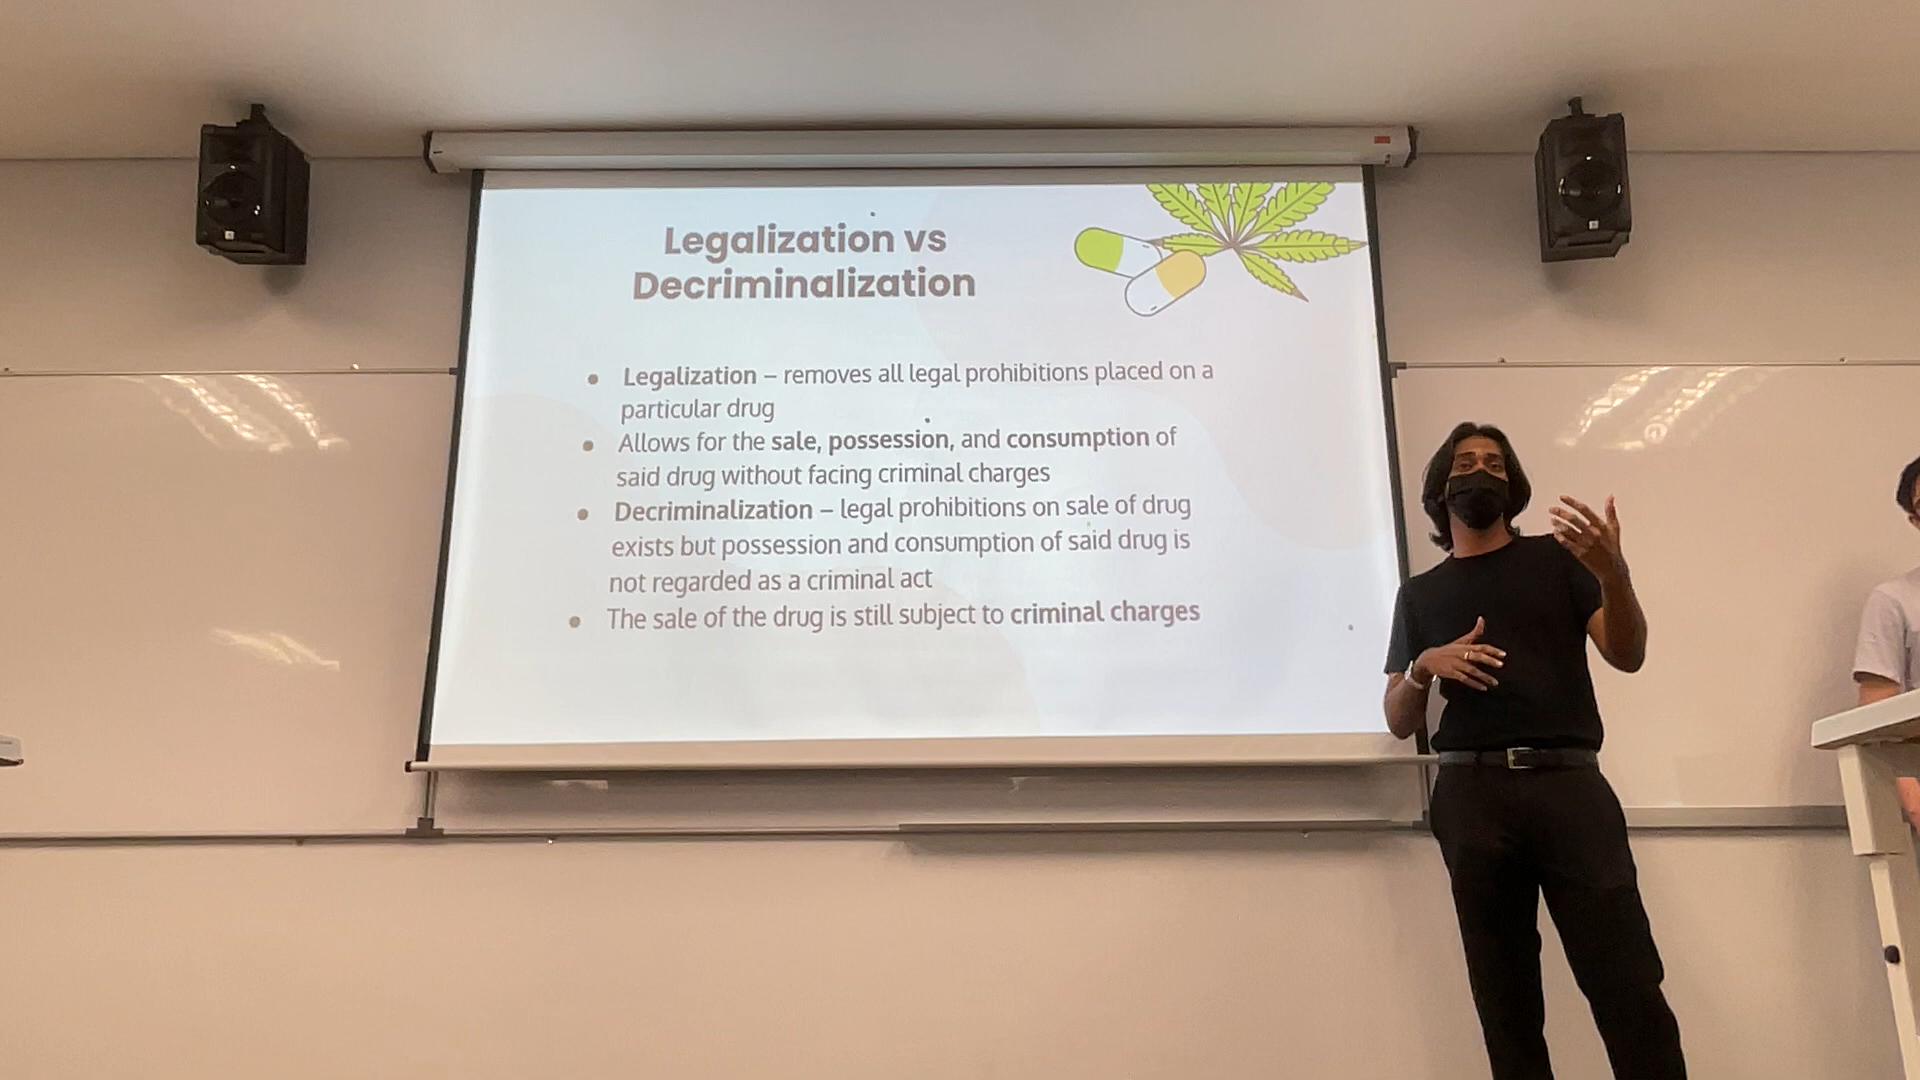 Legalization vs
Decriminalization
● Legalization – removes all legal prohibitions placed on a
particular drug
● Allows for the sale, possession, and consumption of
said drug without facing criminal charges
● Decriminalization – legal prohibitions on sale of drug
exists but possession and consumption of said drug is
not regarded as a criminal act
● The sale of the drug is still subject to criminal charges